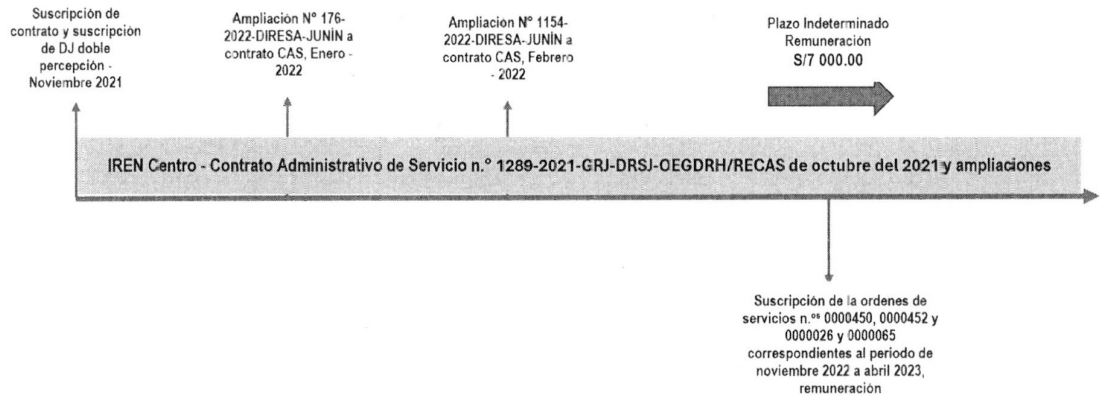 Suscripción de
contrato y suscripción
de DJ doble
percepción -
Noviembre 2021
Ampliación N° 176-
2022-DIRESA-JUNÍN a
contrato CAS, Enero -
2022
Ampliación N° 1154-
2022-DIRESA-JUNÍN a
contrato CAS, Febrero
- 2022
Plazo Indeterminado
Remuneración
S/7 000.00
IREN Centro - Contrato Administrativo de Servicio n.° 1289-2021-GRJ-DRSJ-OEGDRH/RECAS de octubre del 2021 y ampliaciones
Suscripción de la ordenes de
servicios n.ºs 0000450, 0000452 y
0000026 y 0000065
correspondientes al periodo de
noviembre 2022 a abril 2023,
remuneración